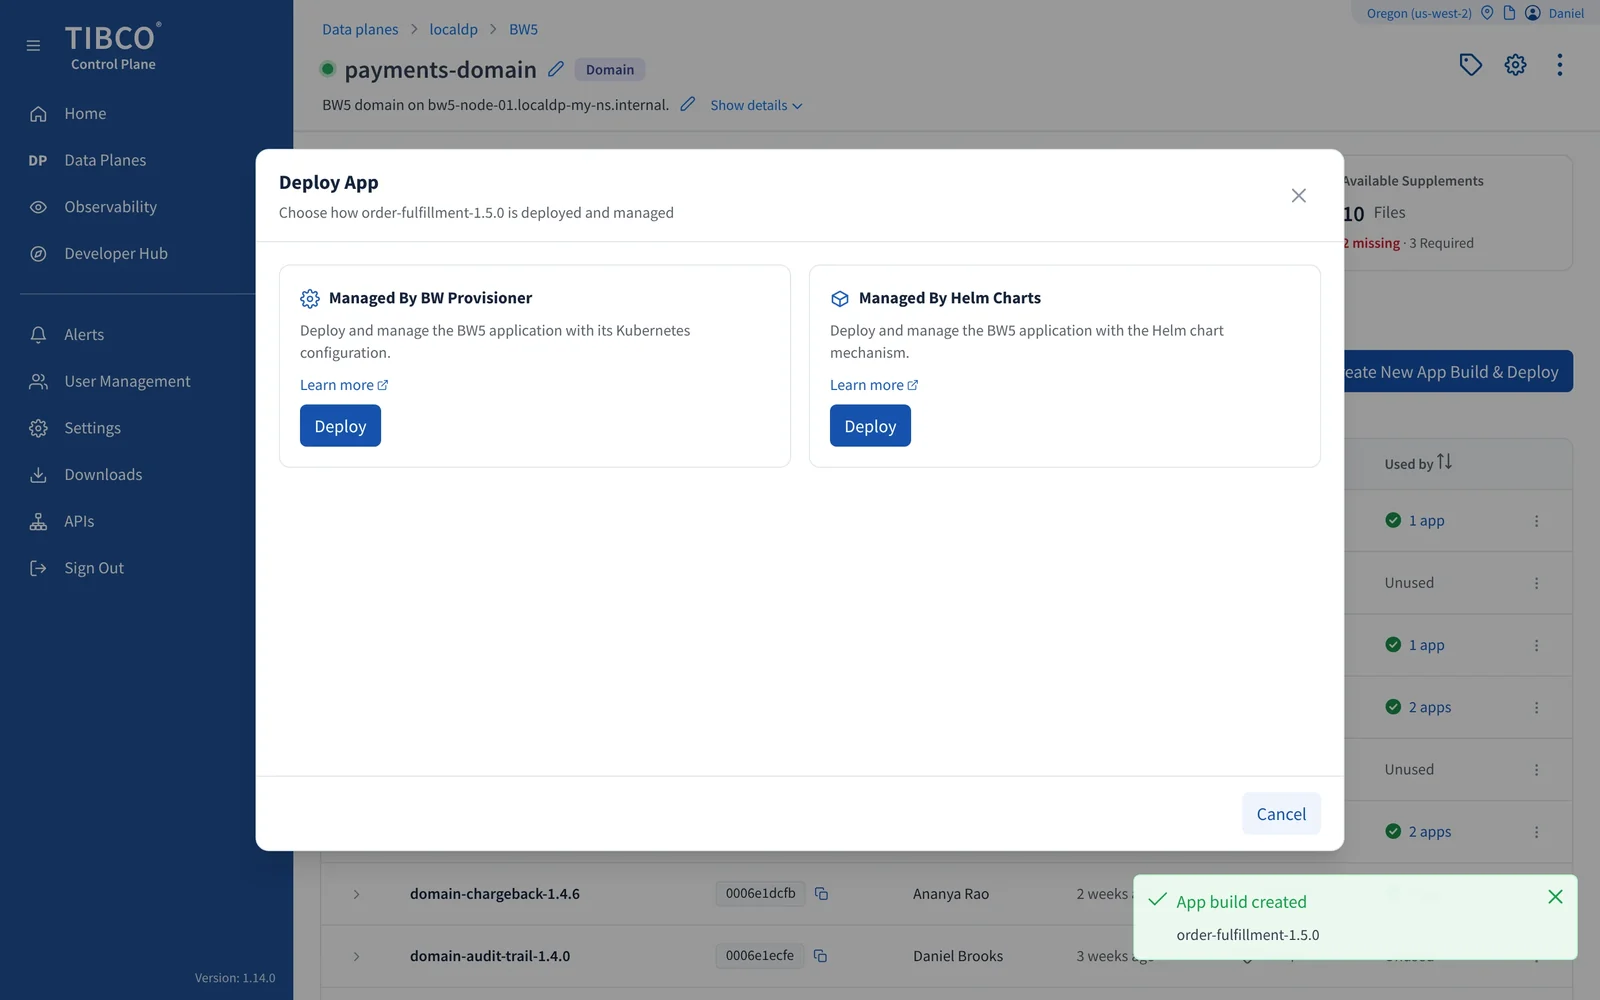 Oregon (us-west-2)
Daniel
TIBCO®
Control Plane
Home
DP Data Planes
Observability
Developer Hub
Alerts
User Management
Settings
Downloads
APIs
Sign Out
Version: 1.14.0
Data planes > localdp > BW5
payments-domain
Domain
BW5 domain on bw5-node-01.localdp-my-ns.internal.
Show details
Available Supplements
10 Files
2 missing · 3 Required
Deploy App
Choose how order-fulfillment-1.5.0 is deployed and managed
Managed By BW Provisioner
Deploy and manage the BW5 application with its Kubernetes
configuration.
Learn more
Deploy
Managed By Helm Charts
Deploy and manage the BW5 application with the Helm chart
mechanism.
Learn more
Deploy
Cancel
eate New App Build & Deploy
Used by
1 app
Unused
1 app
2 apps
Unused
2 apps
domain-chargeback-1.4.6
0006e1dcfb
Ananya Rao
2 weeks
domain-audit-trail-1.4.0
0006e1ecfe
Daniel Brooks
3 weeks ago
App build created
order-fulfillment-1.5.0